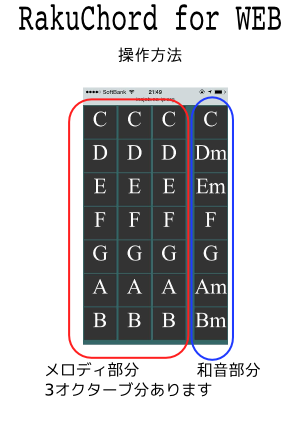 RakuChord for WEB
操作方法
SoftBank 21:49
C C C C
D D D Dm
E E E Em
F F F F
G G G G
A A A Am
B B B Bm
メロディ部分 和音部分
3オクターブ分あります